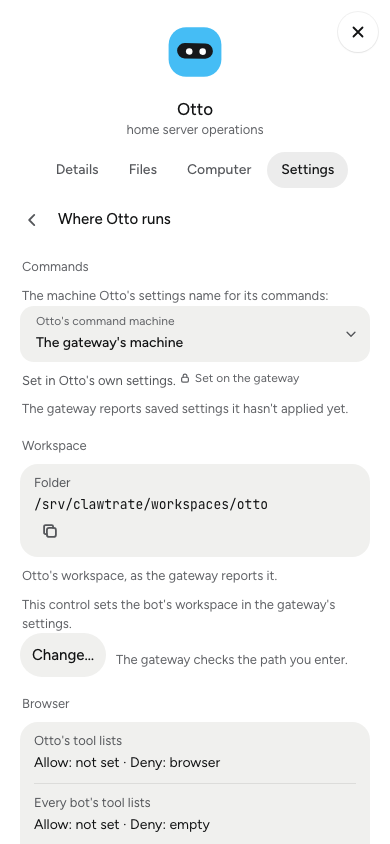 Otto
home server operations
Details
Files
Computer
Settings
Where Otto runs
Commands
The machine Otto's settings name for its commands:
Otto's command machine
The gateway's machine
Set in Otto's own settings. Set on the gateway
The gateway reports saved settings it hasn't applied yet.
Workspace
Folder
/srv/clawtrate/workspaces/otto
Otto's workspace, as the gateway reports it.
This control sets the bot's workspace in the gateway's
settings.
Change... The gateway checks the path you enter.
Browser
Otto's tool lists
Allow: not set · Deny: browser
Every bot's tool lists
Allow: not set · Deny: empty